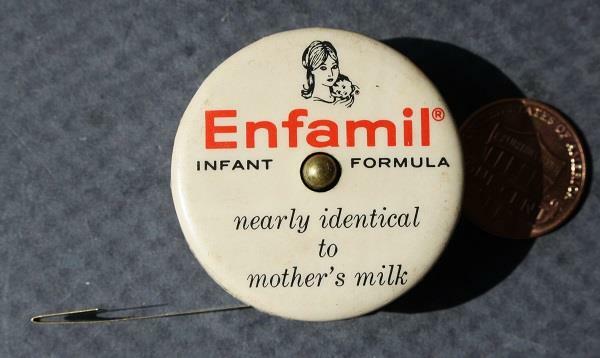 Enfamil®
INFANT FORMULA
nearly identical
to
mother's milk